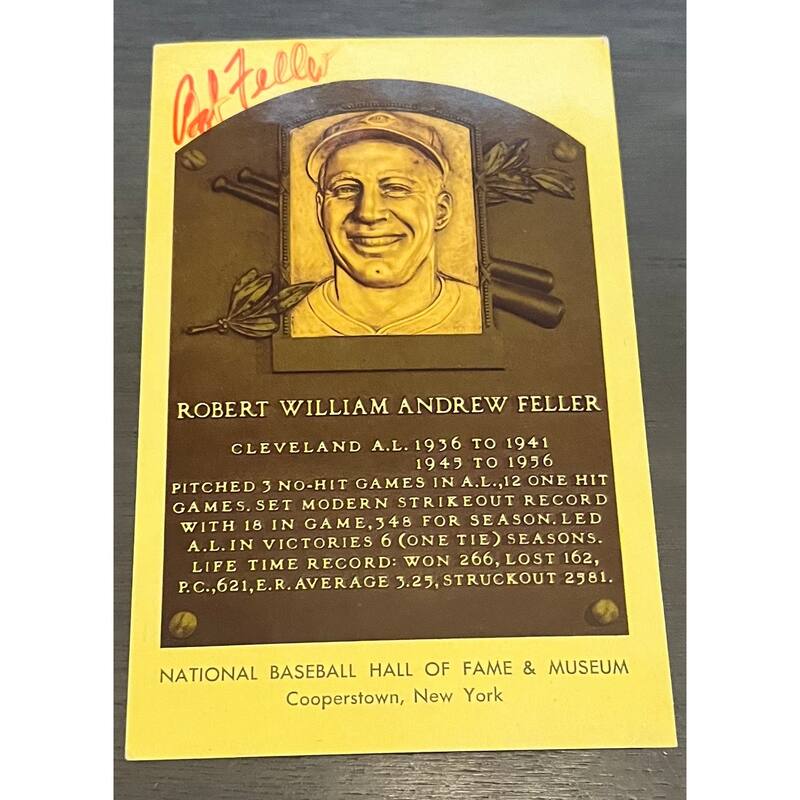 Bob Feller
ROBERT WILLIAM ANDREW FELLER
CLEVELAND A.L. 1936 TO 1941
1945 TO 1956
PITCHED 3 NO-HIT GAMES IN A.L., 12 ONE HIT
GAMES. SET MODERN STRIKEOUT RECORD
WITH 18 IN GAME, 348 FOR SEASON. LED
A.L. IN VICTORIES 6 (ONE TIE) SEASONS.
LIFE TIME RECORD: WON 266, LOST 162,
P.C., .621, E.R. AVERAGE 3.25, STRUCKOUT 2581.
NATIONAL BASEBALL HALL OF FAME & MUSEUM
Cooperstown, New York